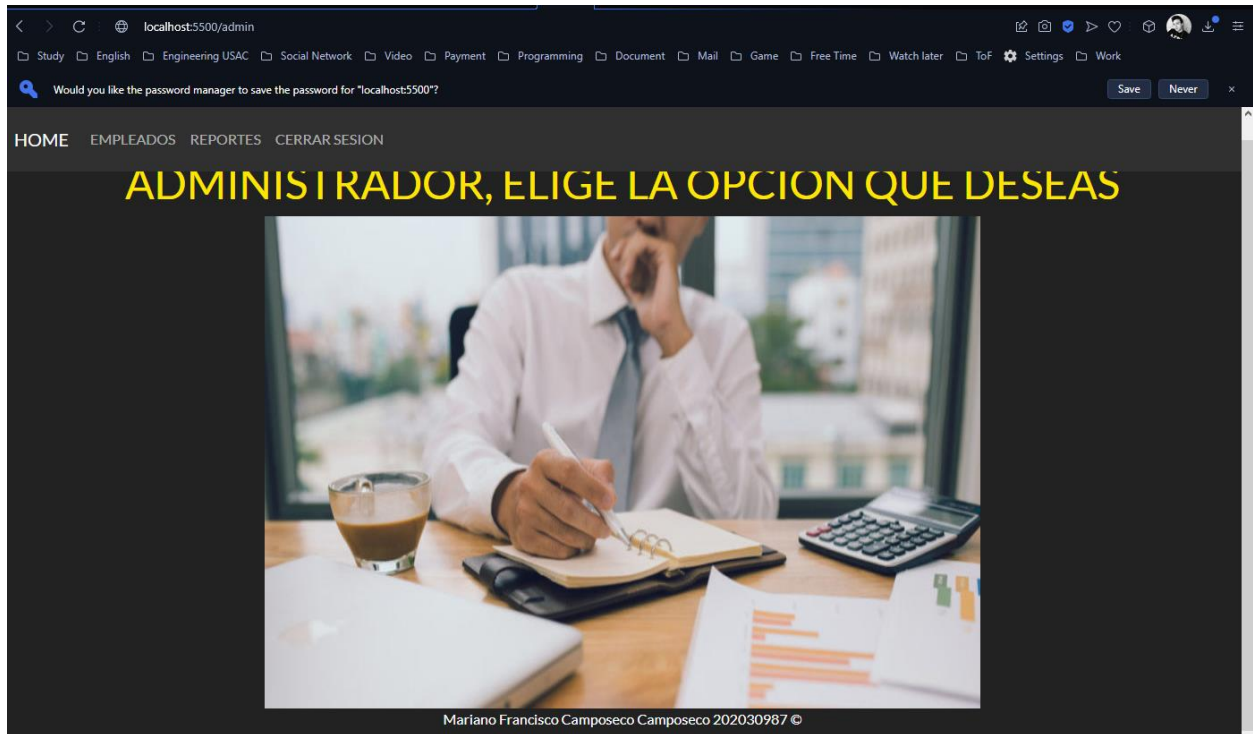 localhost:5500/admin
Study English Engineering USAC Social Network Video Payment Programming Document Mail Game Free Time Watch later ToF Settings Work
Would you like the password manager to save the password for "localhost:5500"? Save Never
HOME EMPLEADOS REPORTES CERRAR SESION
ADMINISTRADOR, ELIGE LA OPCION QUE DESEAS
Mariano Francisco Camposeco Camposeco 202030987 ©